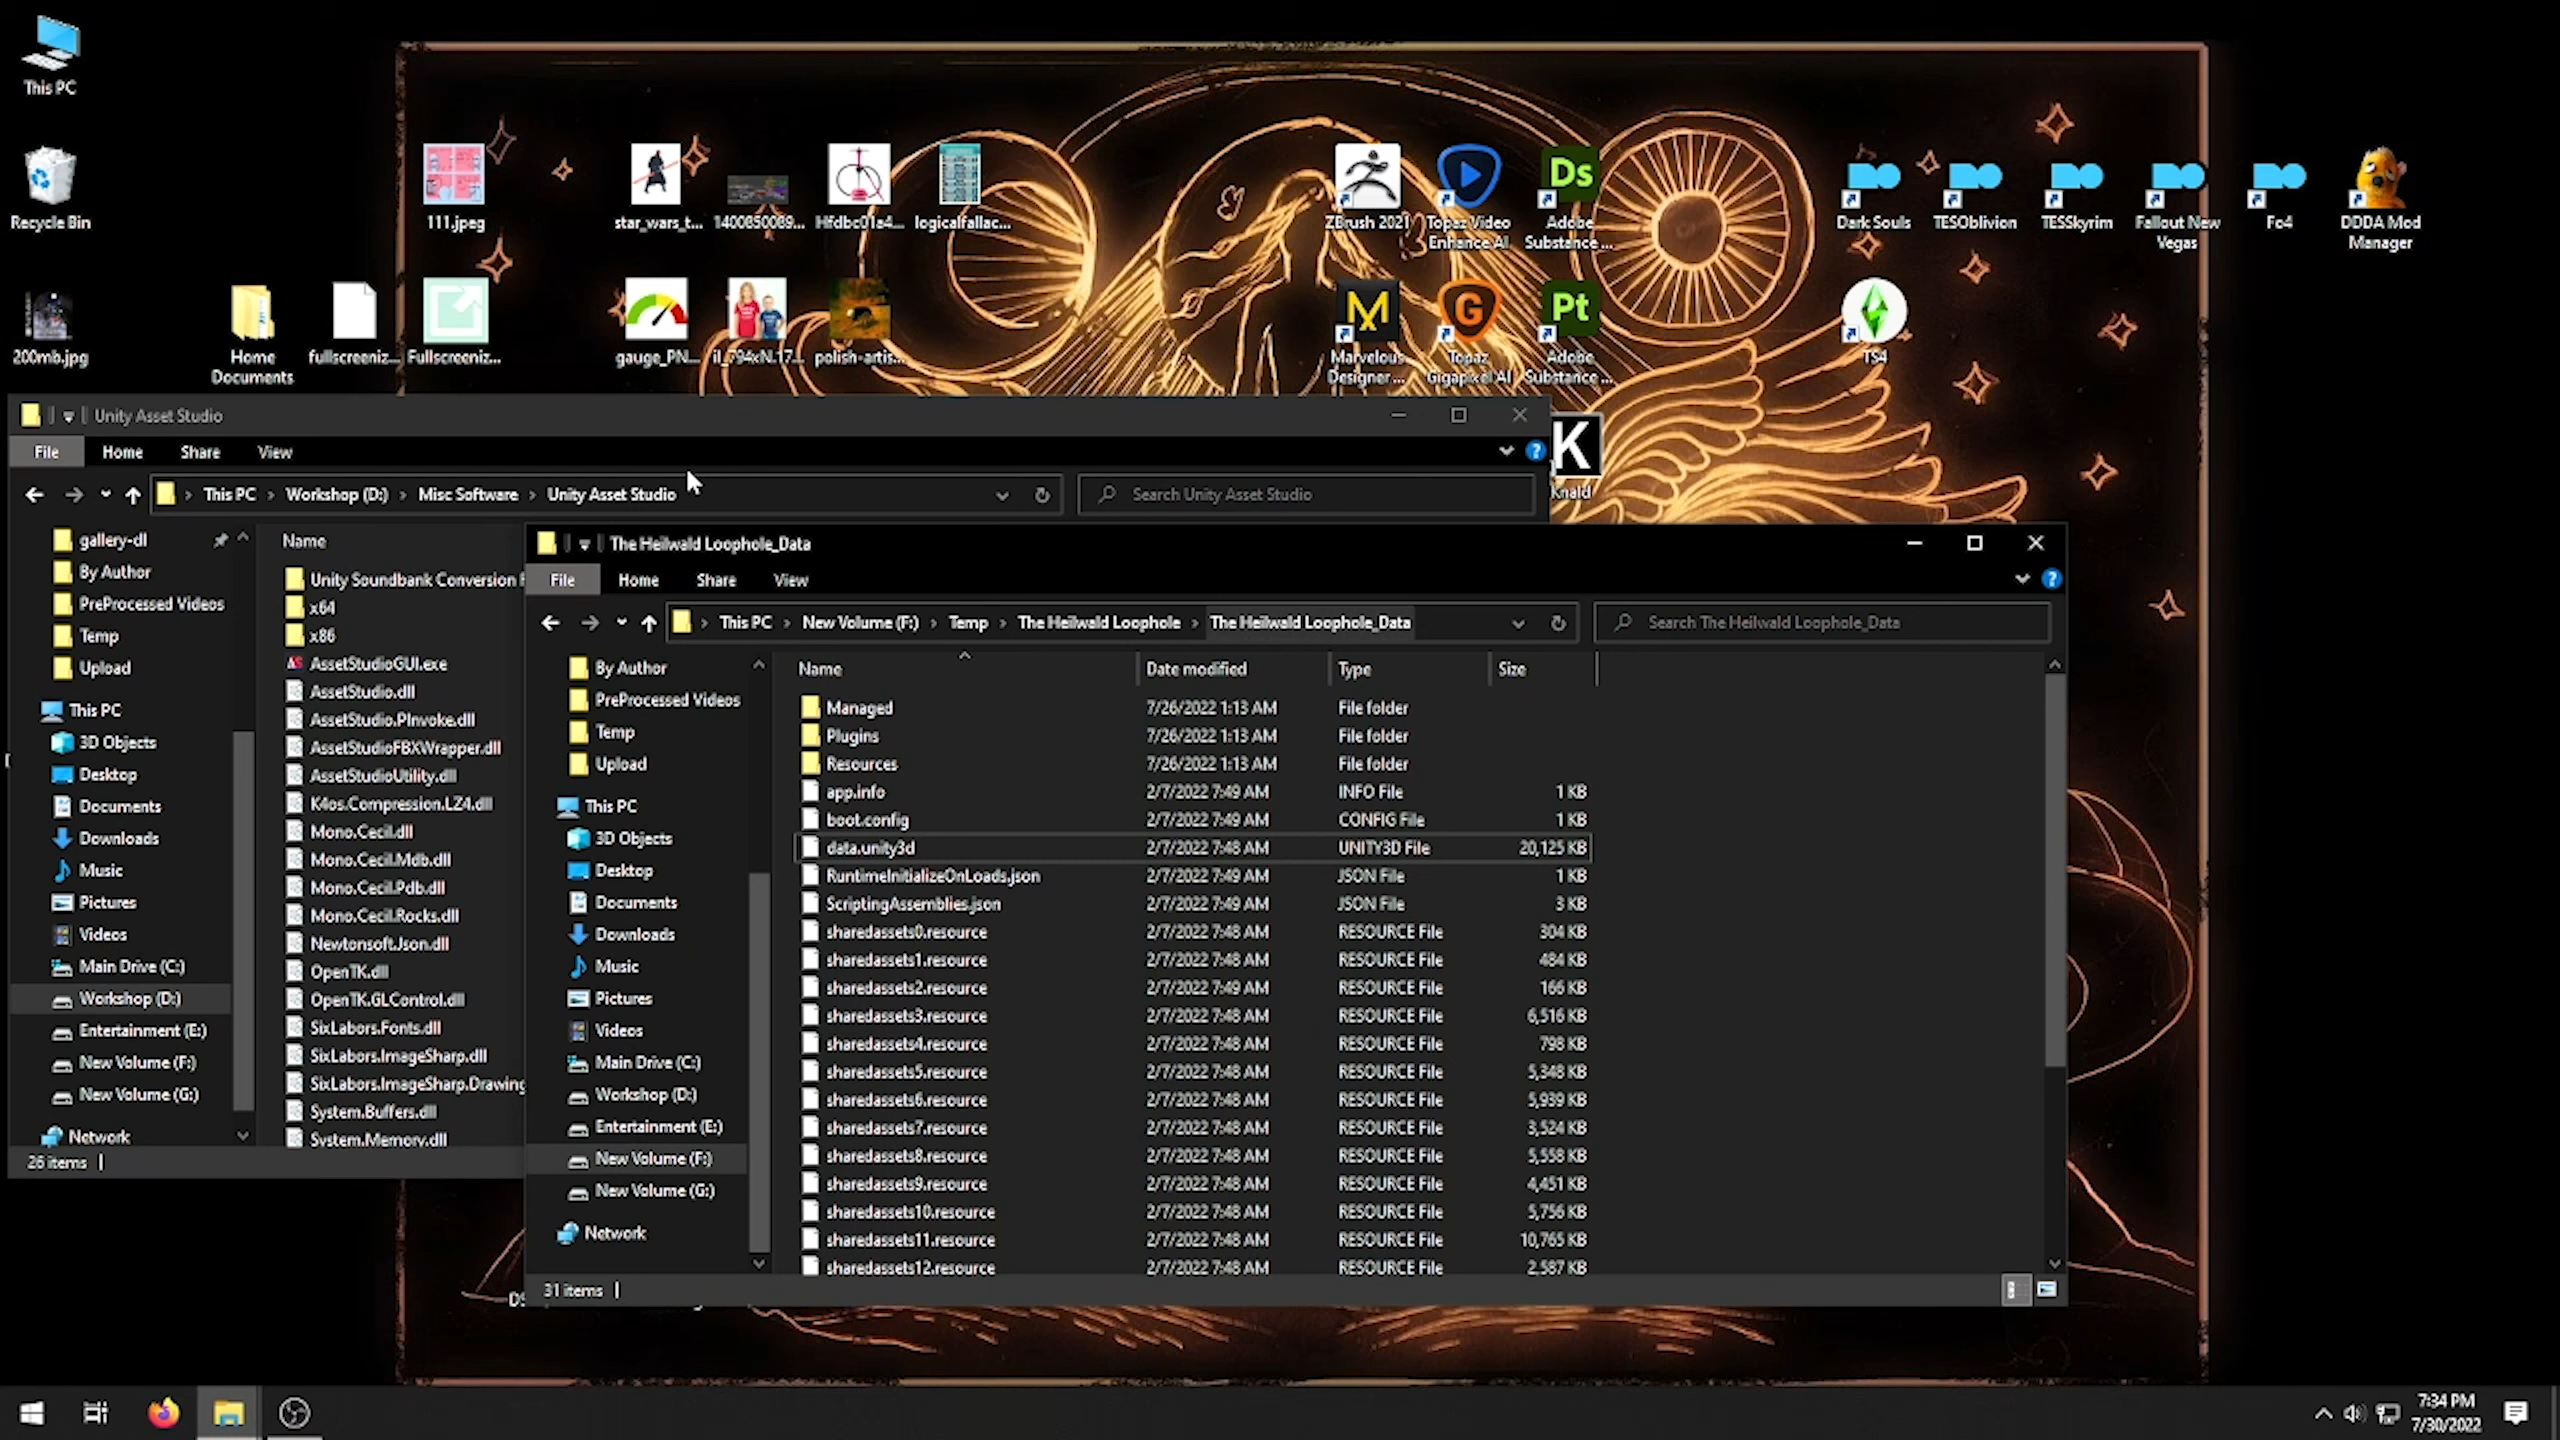 This PC
Recycle Bin
111.jpeg
star_wars_t...
1400850089...
Hfdbc01a4...
logicalfallac...
ZBrush 2021
Topaz Video Enhance AI
Adobe Substance ...
Dark Souls
TESOblivion
TESSkyrim
Fallout New Vegas
Fo4
DDDA Mod Manager
200mb.jpg
Home Documents
fullscreeniz...
Fullscreeniz...
gauge_PN...
il_794xN.17...
polish-artis...
Marvelous Designer ...
Topaz Gigapixel AI
Adobe Substance ...
TS4
Knald
Unity Asset Studio
File Home Share View
This PC Workshop (D:) Misc Software Unity Asset Studio
Search Unity Asset Studio
gallery-dl
By Author
PreProcessed Videos
Temp
Upload
This PC
3D Objects
Desktop
Documents
Downloads
Music
Pictures
Videos
Main Drive (C:)
Workshop (D:)
Entertainment (E:)
New Volume (F:)
New Volume (G:)
Network
Name
Unity Soundbank Conversion
x64
x86
AssetStudioGUI.exe
AssetStudio.dll
AssetStudio.PInvoke.dll
AssetStudioFBXWrapper.dll
AssetStudioUtility.dll
K4os.Compression.LZ4.dll
Mono.Cecil.dll
Mono.Cecil.Mdb.dll
Mono.Cecil.Pdb.dll
Mono.Cecil.Rocks.dll
Newtonsoft.Json.dll
OpenTK.dll
OpenTK.GLControl.dll
SixLabors.Fonts.dll
SixLabors.ImageSharp.dll
SixLabors.ImageSharp.Drawing
System.Buffers.dll
System.Memory.dll
26 items
The Heilwald Loophole_Data
File Home Share View
This PC New Volume (F:) Temp The Heilwald Loophole The Heilwald Loophole_Data
Search The Heilwald Loophole_Data
By Author
PreProcessed Videos
Temp
Upload
This PC
3D Objects
Desktop
Documents
Downloads
Music
Pictures
Videos
Main Drive (C:)
Workshop (D:)
Entertainment (E:)
New Volume (F:)
New Volume (G:)
Network
Name Date modified Type Size
Managed 7/26/2022 1:13 AM File folder
Plugins 7/26/2022 1:13 AM File folder
Resources 7/26/2022 1:13 AM File folder
app.info 2/7/2022 7:49 AM INFO File 1 KB
boot.config 2/7/2022 7:49 AM CONFIG File 1 KB
data.unity3d 2/7/2022 7:48 AM UNITY3D File 20,125 KB
RuntimeInitializeOnLoads.json 2/7/2022 7:49 AM JSON File 1 KB
ScriptingAssemblies.json 2/7/2022 7:49 AM JSON File 3 KB
sharedassets0.resource 2/7/2022 7:48 AM RESOURCE File 304 KB
sharedassets1.resource 2/7/2022 7:48 AM RESOURCE File 484 KB
sharedassets2.resource 2/7/2022 7:48 AM RESOURCE File 166 KB
sharedassets3.resource 2/7/2022 7:48 AM RESOURCE File 6,516 KB
sharedassets4.resource 2/7/2022 7:48 AM RESOURCE File 798 KB
sharedassets5.resource 2/7/2022 7:48 AM RESOURCE File 5,348 KB
sharedassets6.resource 2/7/2022 7:48 AM RESOURCE File 5,939 KB
sharedassets7.resource 2/7/2022 7:48 AM RESOURCE File 3,524 KB
sharedassets8.resource 2/7/2022 7:48 AM RESOURCE File 5,558 KB
sharedassets9.resource 2/7/2022 7:48 AM RESOURCE File 4,451 KB
sharedassets10.resource 2/7/2022 7:48 AM RESOURCE File 5,756 KB
sharedassets11.resource 2/7/2022 7:48 AM RESOURCE File 10,765 KB
sharedassets12.resource 2/7/2022 7:48 AM RESOURCE File 2,587 KB
31 items
7:34 PM
7/30/2022